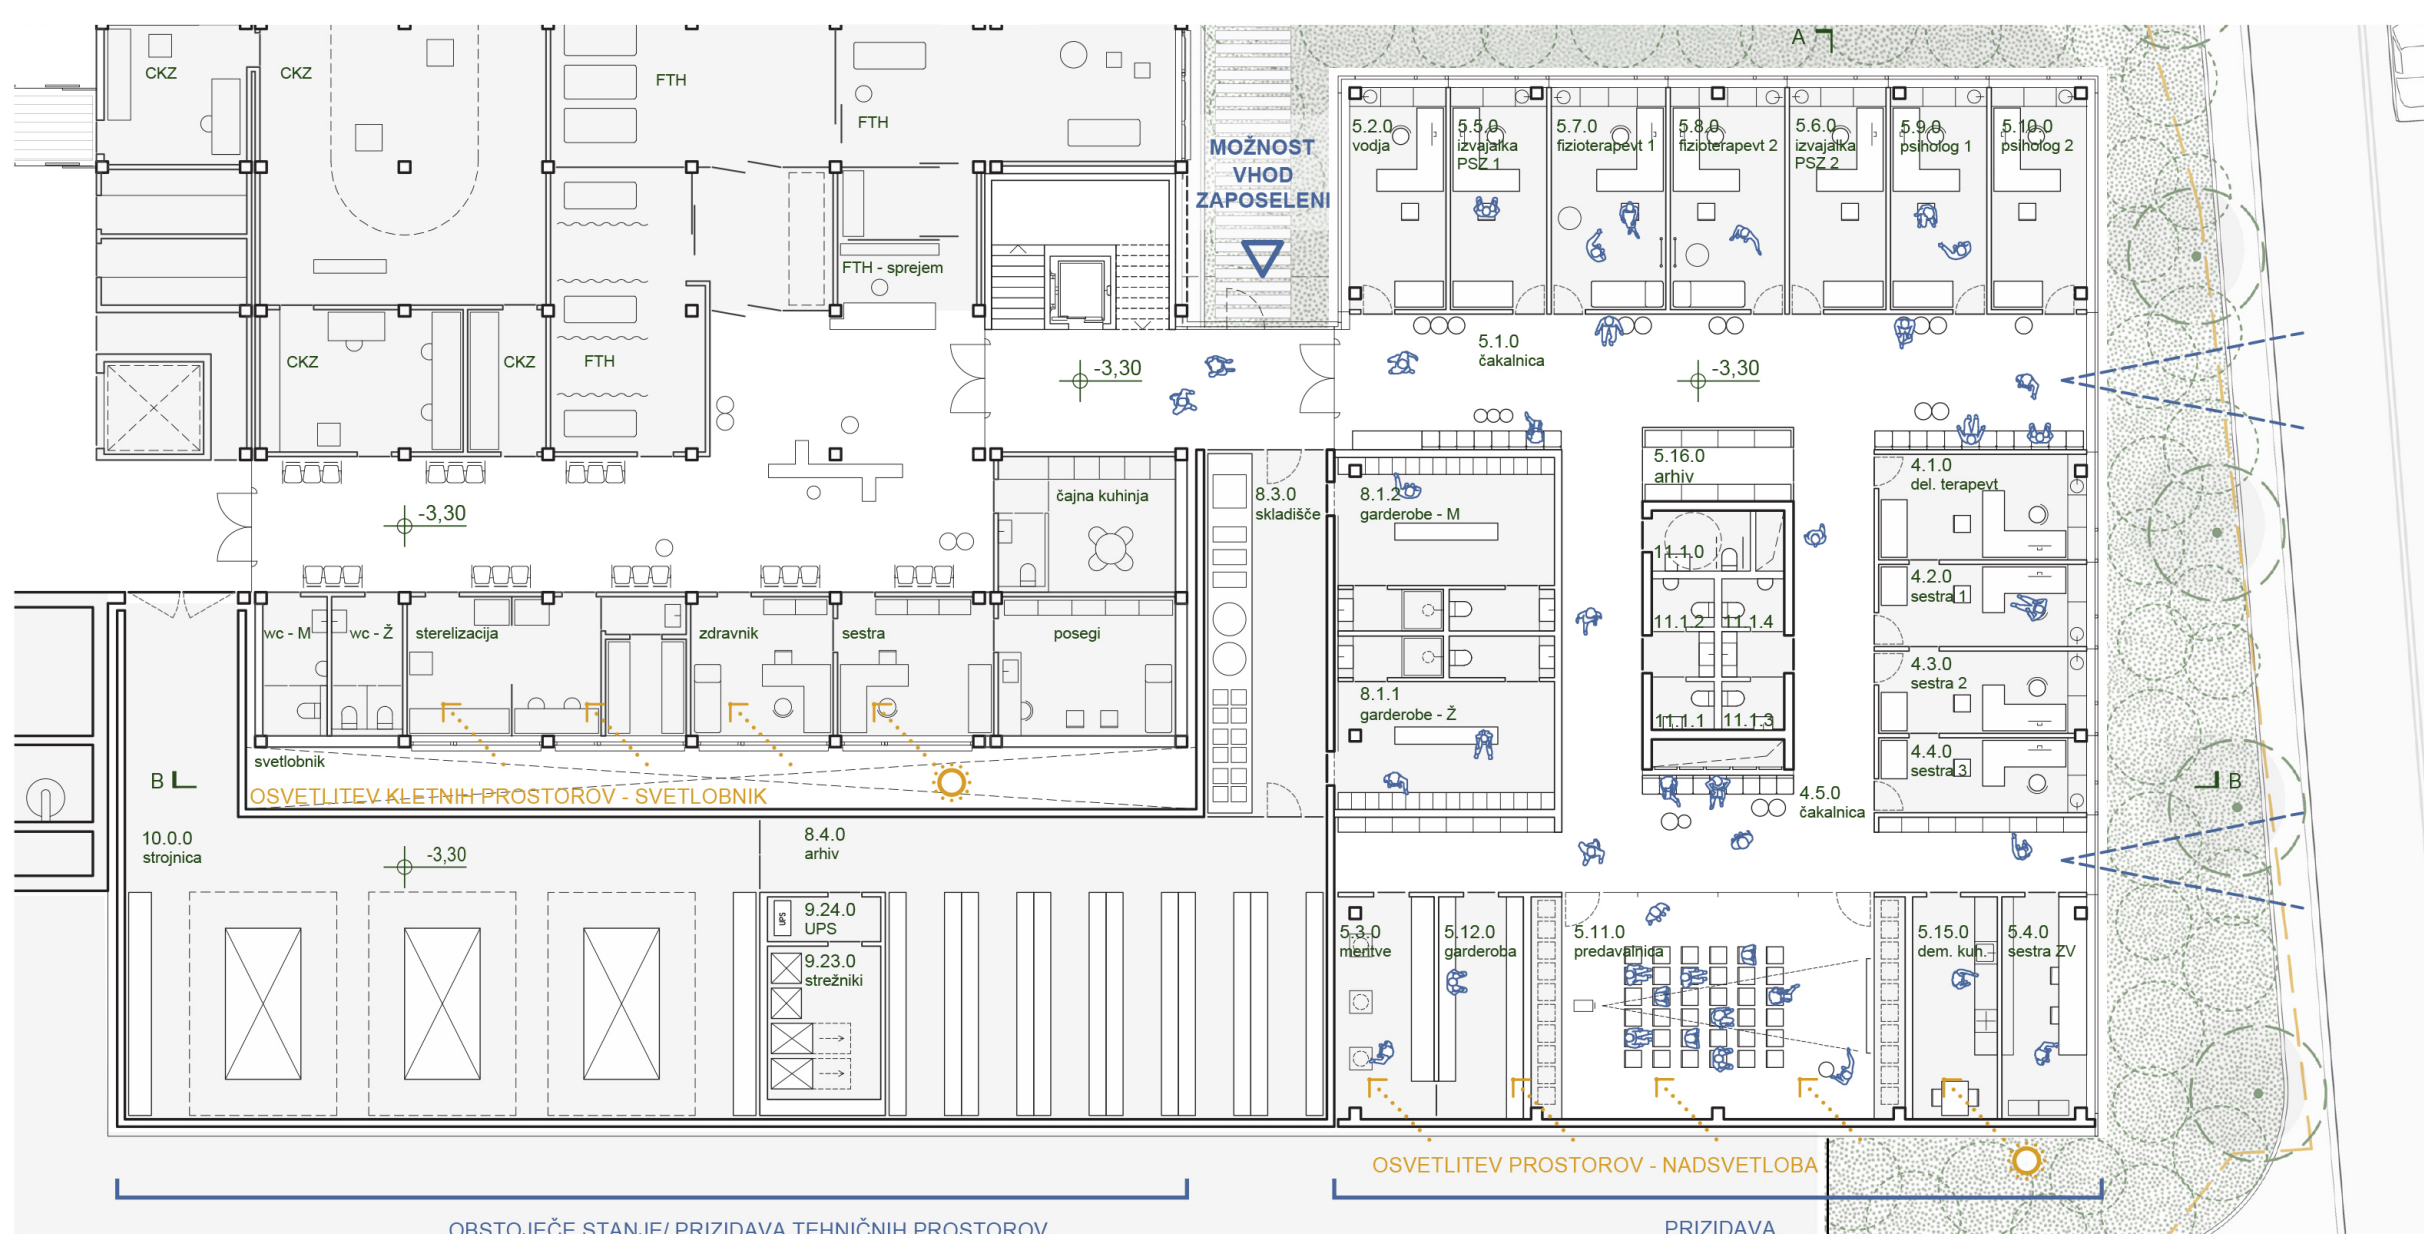 CKZ
CKZ
FTH
FTH
A
MOŽNOST
VHOD
ZAPOSELENI
5.2.0
vodja
5.5.0
izvajalka
PSZ 1
5.7.0
fizioterapevt 1
5.8.0
fizioterapevt 2
5.6.0
izvajalka
PSZ 2
5.9.0
psiholog 1
5.10.0
psiholog 2
FTH - sprejem
CKZ
CKZ
FTH
-3,30
5.1.0
čakalnica
-3,30
-3,30
čajna kuhinja
8.3.0
skladišče
8.1.2
garderobe - M
5.16.0
arhiv
4.1.0
del. terapevt
11.1.0
4.2.0
sestra 1
wc - M
wc - Ž
sterelizacija
zdravnik
sestra
posegi
11.1.2
11.1.4
4.3.0
sestra 2
8.1.1
garderobe - Ž
11.1.1
11.1.3
4.4.0
sestra 3
svetlobnik
B
OSVETLITEV KLETNIH PROSTOROV - SVETLOBNIK
4.5.0
čakalnica
B
10.0.0
strojnica
-3,30
8.4.0
arhiv
9.24.0
UPS
UPS
9.23.0
strežniki
5.3.0
meritve
5.12.0
garderoba
5.11.0
predavalnica
5.15.0
dem. kuh.
5.4.0
sestra ZV
OSVETLITEV PROSTOROV - NADSVETLOBA
OBSTOJEČE STANJE/ PRIZIDAVA TEHNIČNIH PROSTOROV
PRIZIDAVA